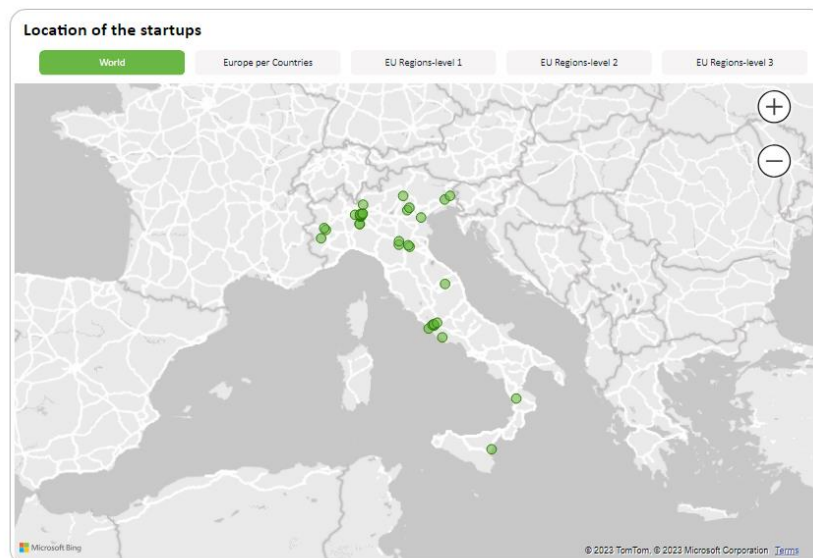 Location of the startups
World
Europe per Countries
EU Regions-level 1
EU Regions-level 2
EU Regions-level 3
Microsoft Bing
© 2023 TomTom, © 2023 Microsoft Corporation Terms